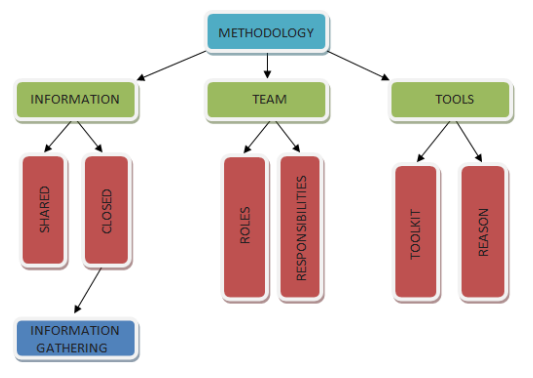 METHODOLOGY
INFORMATION
TEAM
TOOLS
SHARED
CLOSED
ROLES
RESPONSIBILITIES
TOOLKIT
REASON
INFORMATION
GATHERING